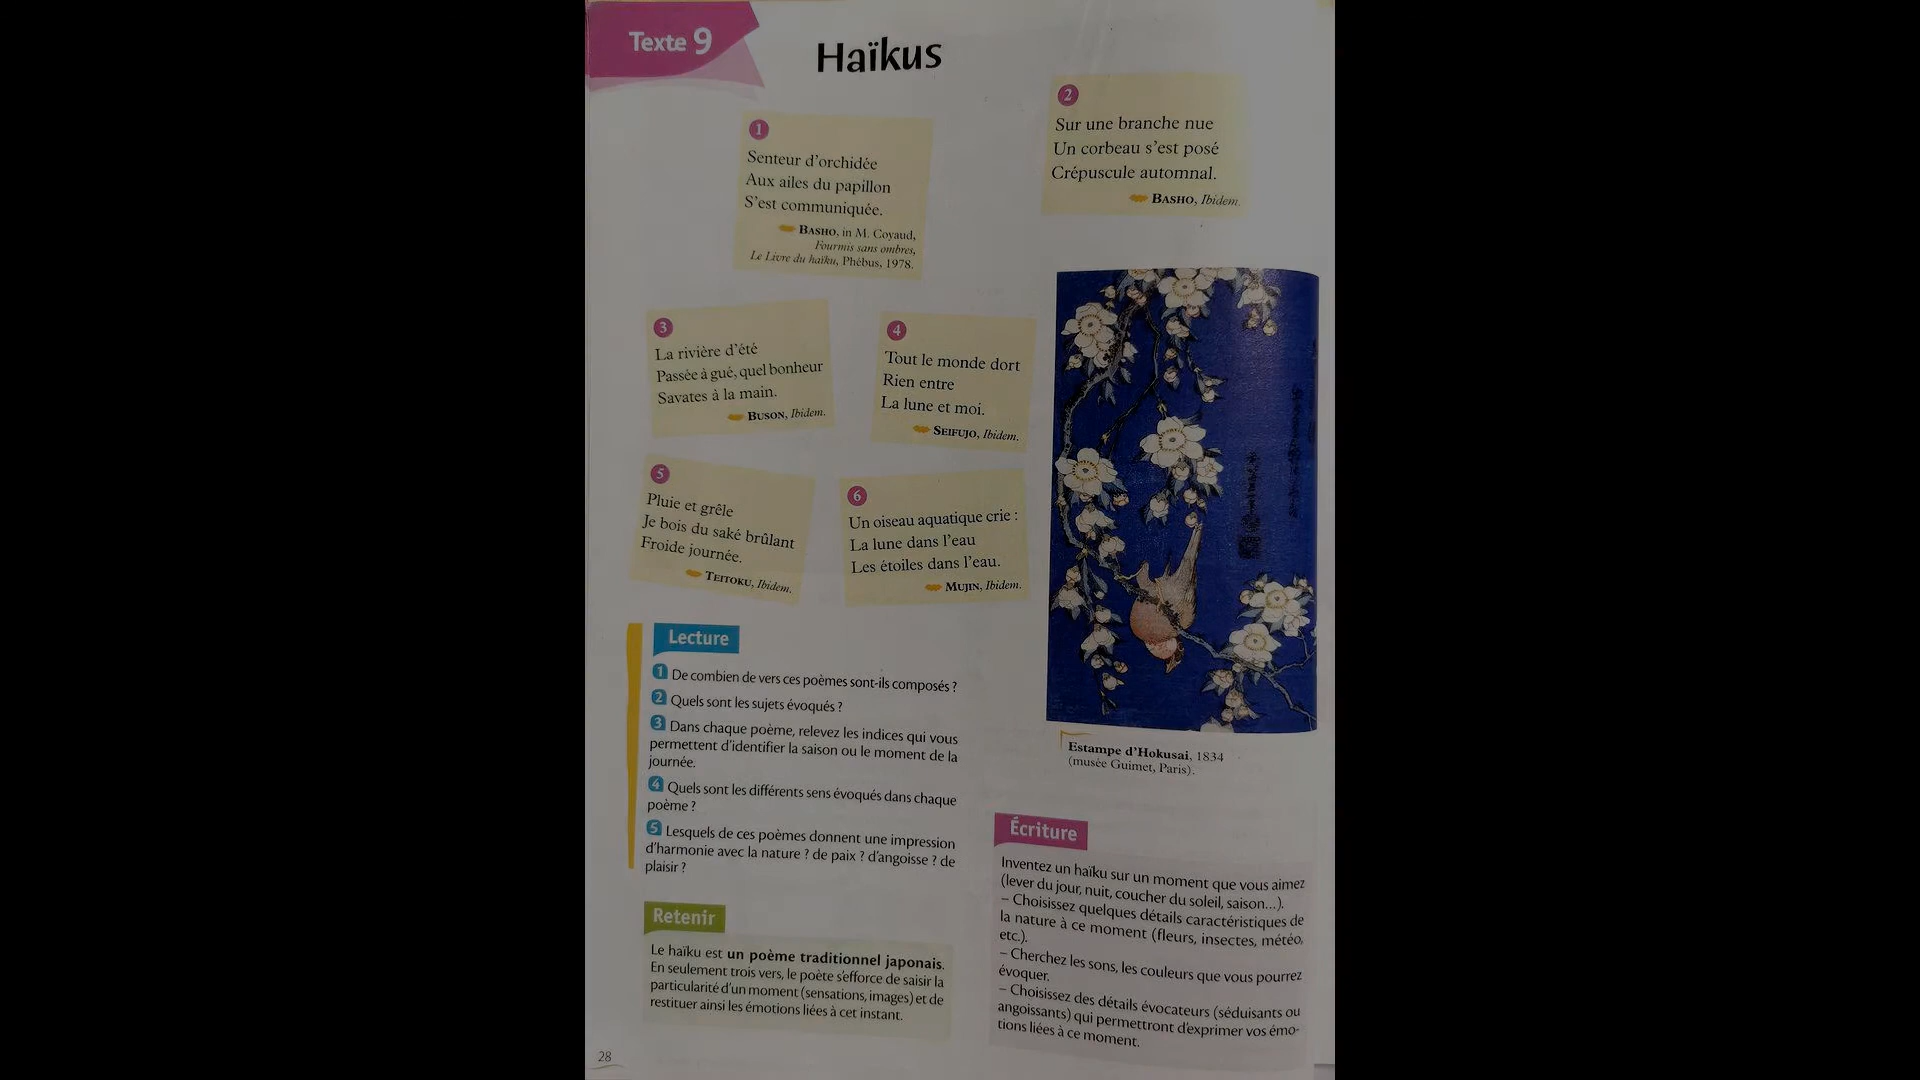 Texte 9
Haïkus
1
Senteur d'orchidée
Aux ailes du papillon
S'est communiquée.
BASHO, in M. Coyaud,
Fourmis sans ombres,
Le Livre du haïku, Phébus, 1978.
2
Sur une branche nue
Un corbeau s'est posé
Crépuscule automnal.
BASHO, Ibidem.
3
La rivière d'été
Passée à gué, quel bonheur
Savates à la main.
BUSON, Ibidem.
4
Tout le monde dort
Rien entre
La lune et moi.
SEIFUJO, Ibidem.
5
Pluie et grêle
Je bois du saké brûlant
Froide journée.
TEITOKU, Ibidem.
6
Un oiseau aquatique crie :
La lune dans l'eau
Les étoiles dans l'eau.
MUJIN, Ibidem.
Estampe d'Hokusai, 1834
(musée Guimet, Paris).
Lecture
1 De combien de vers ces poèmes sont-ils composés ?
2 Quels sont les sujets évoqués ?
3 Dans chaque poème, relevez les indices qui vous
permettent d'identifier la saison ou le moment de la
journée.
4 Quels sont les différents sens évoqués dans chaque
poème ?
5 Lesquels de ces poèmes donnent une impression
d'harmonie avec la nature ? de paix ? d'angoisse ? de
plaisir ?
Retenir
Le haïku est un poème traditionnel japonais.
En seulement trois vers, le poète s'efforce de saisir la
particularité d'un moment (sensations, images) et de
restituer ainsi les émotions liées à cet instant.
Écriture
Inventez un haïku sur un moment que vous aimez
(lever du jour, nuit, coucher du soleil, saison...).
– Choisissez quelques détails caractéristiques de
la nature à ce moment (fleurs, insectes, météo,
etc.).
– Cherchez les sons, les couleurs que vous pourrez
évoquer.
– Choisissez des détails évocateurs (séduisants ou
angoissants) qui permettront d'exprimer vos émo-
tions liées à ce moment.
28